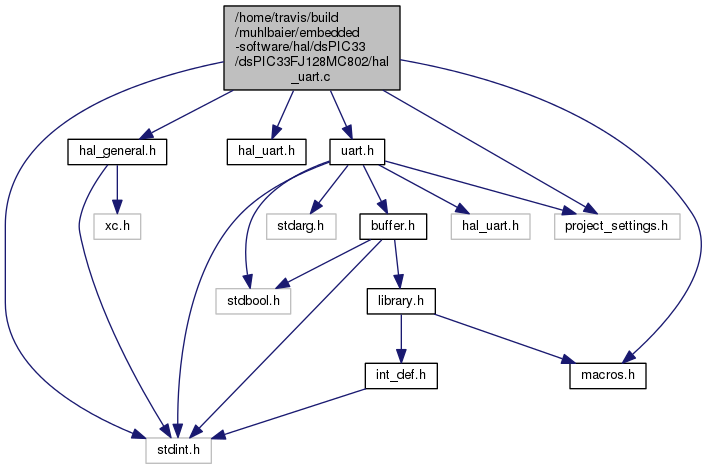 /home/travis/build
/muhlbaier/embedded
-software/hal/dsPIC33
/dsPIC33FJ128MC802/hal
_uart.c
hal_general.h
hal_uart.h
uart.h
xc.h
stdarg.h
buffer.h
hal_uart.h
project_settings.h
stdbool.h
library.h
int_def.h
macros.h
stdint.h